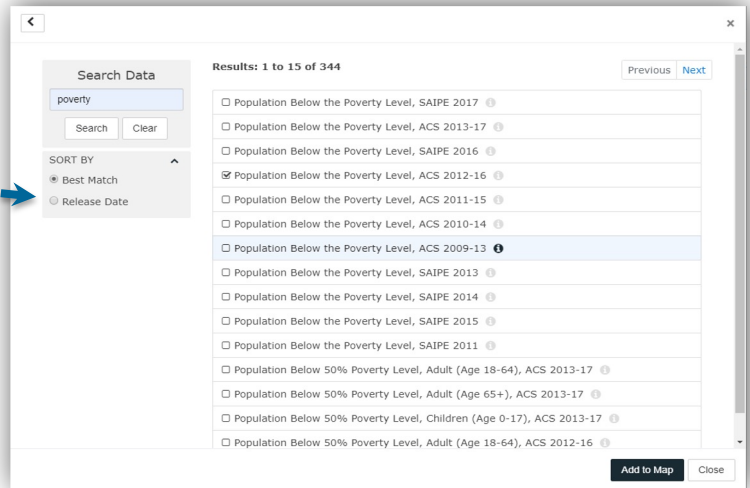 Search Data
poverty
Search Clear
SORT BY
Best Match
Release Date
Results: 1 to 15 of 344
Previous Next
Population Below the Poverty Level, SAIPE 2017
Population Below the Poverty Level, ACS 2013-17
Population Below the Poverty Level, SAIPE 2016
Population Below the Poverty Level, ACS 2012-16
Population Below the Poverty Level, ACS 2011-15
Population Below the Poverty Level, ACS 2010-14
Population Below the Poverty Level, ACS 2009-13
Population Below the Poverty Level, SAIPE 2013
Population Below the Poverty Level, SAIPE 2014
Population Below the Poverty Level, SAIPE 2015
Population Below the Poverty Level, SAIPE 2011
Population Below 50% Poverty Level, Adult (Age 18-64), ACS 2013-17
Population Below 50% Poverty Level, Adult (Age 65+), ACS 2013-17
Population Below 50% Poverty Level, Children (Age 0-17), ACS 2013-17
Population Below 50% Poverty Level, Adult (Age 18-64), ACS 2012-16
Add to Map Close